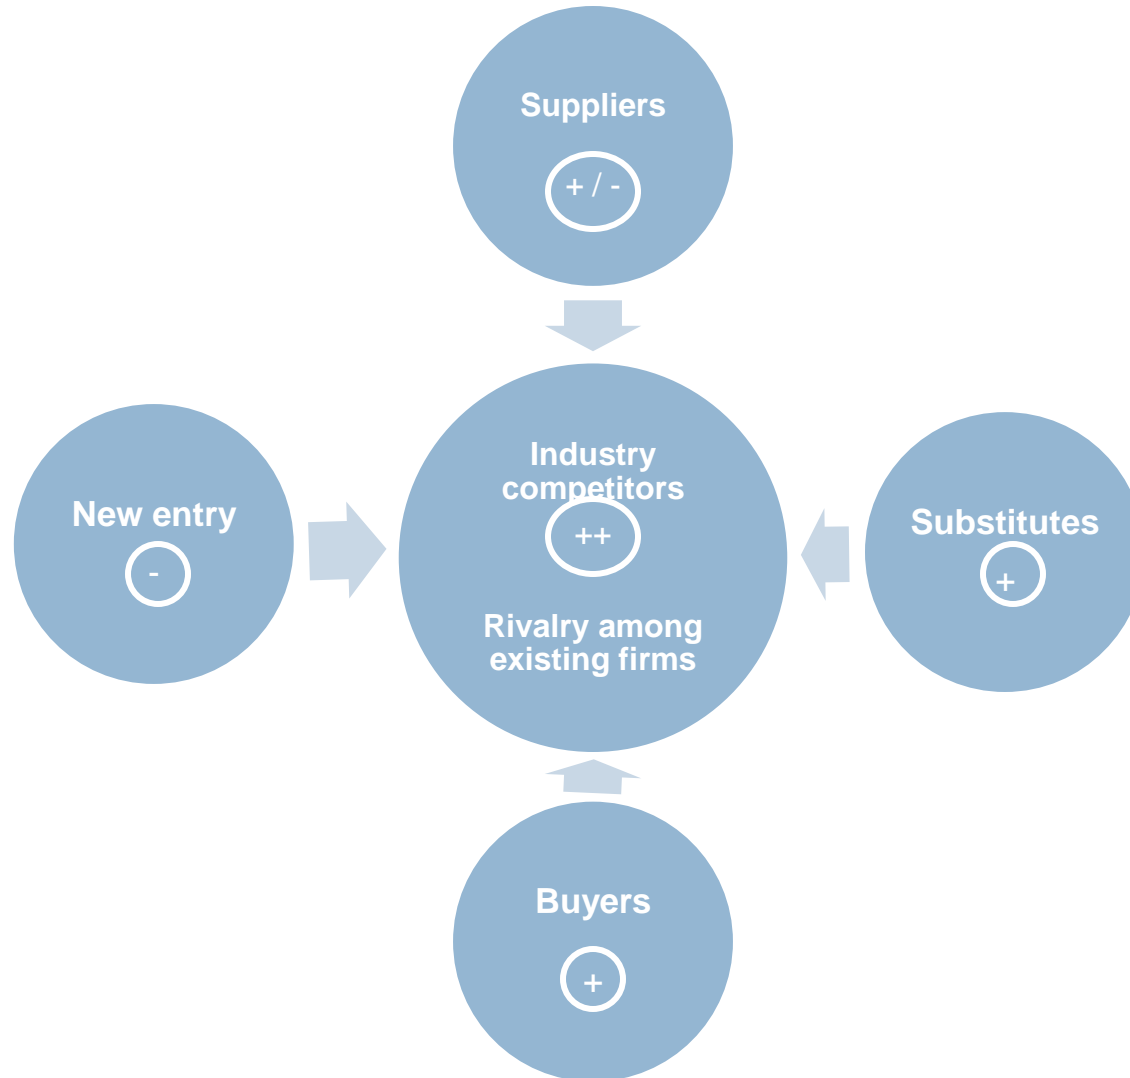 Suppliers
+ / -
New entry
-
Industry
competitors
++
Rivalry among
existing firms
Substitutes
+
Buyers
+